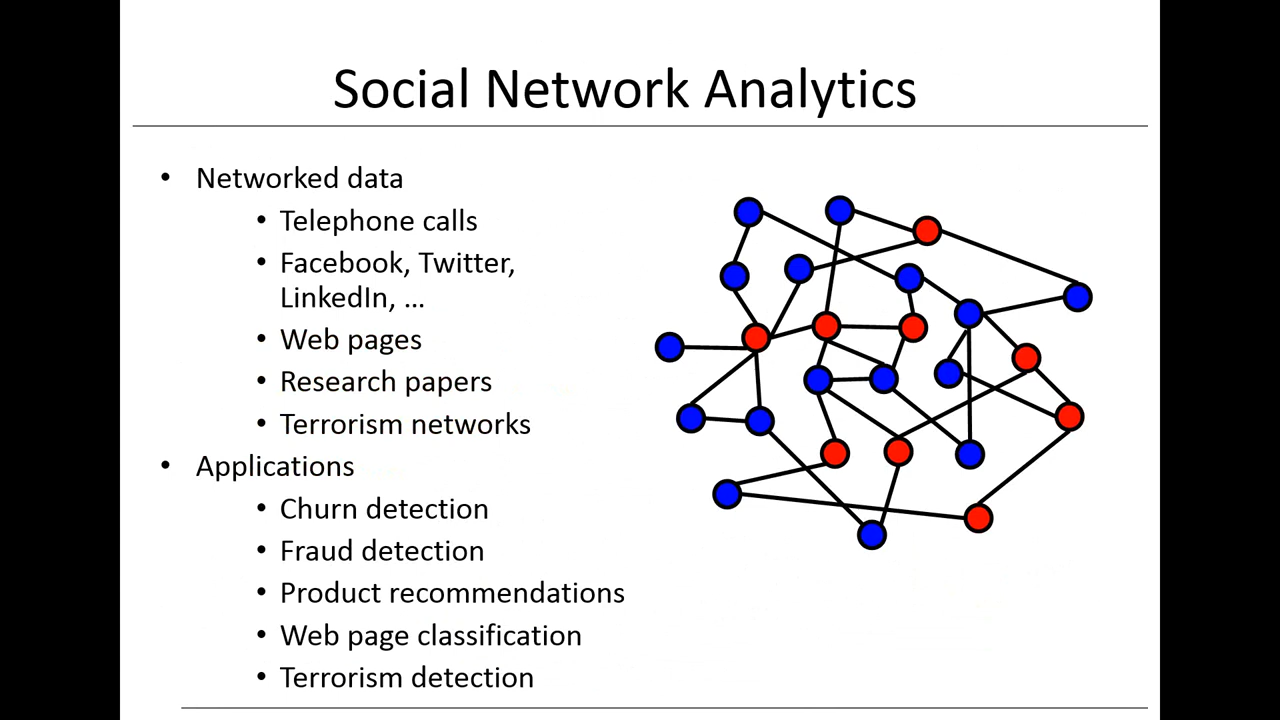 Social Network Analytics
• Networked data
• Telephone calls
• Facebook, Twitter,
LinkedIn, ...
• Web pages
• Research papers
• Terrorism networks
• Applications
• Churn detection
• Fraud detection
• Product recommendations
• Web page classification
• Terrorism detection